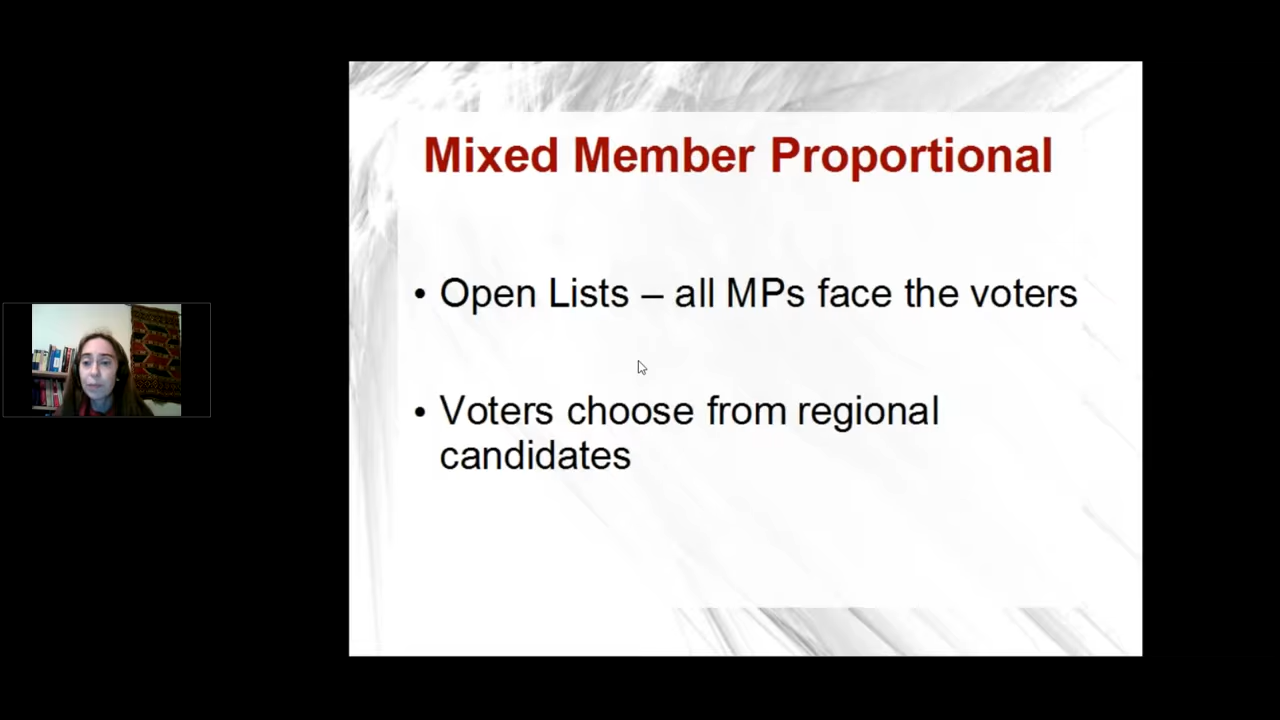 Mixed Member Proportional
• Open Lists – all MPs face the voters
• Voters choose from regional
candidates